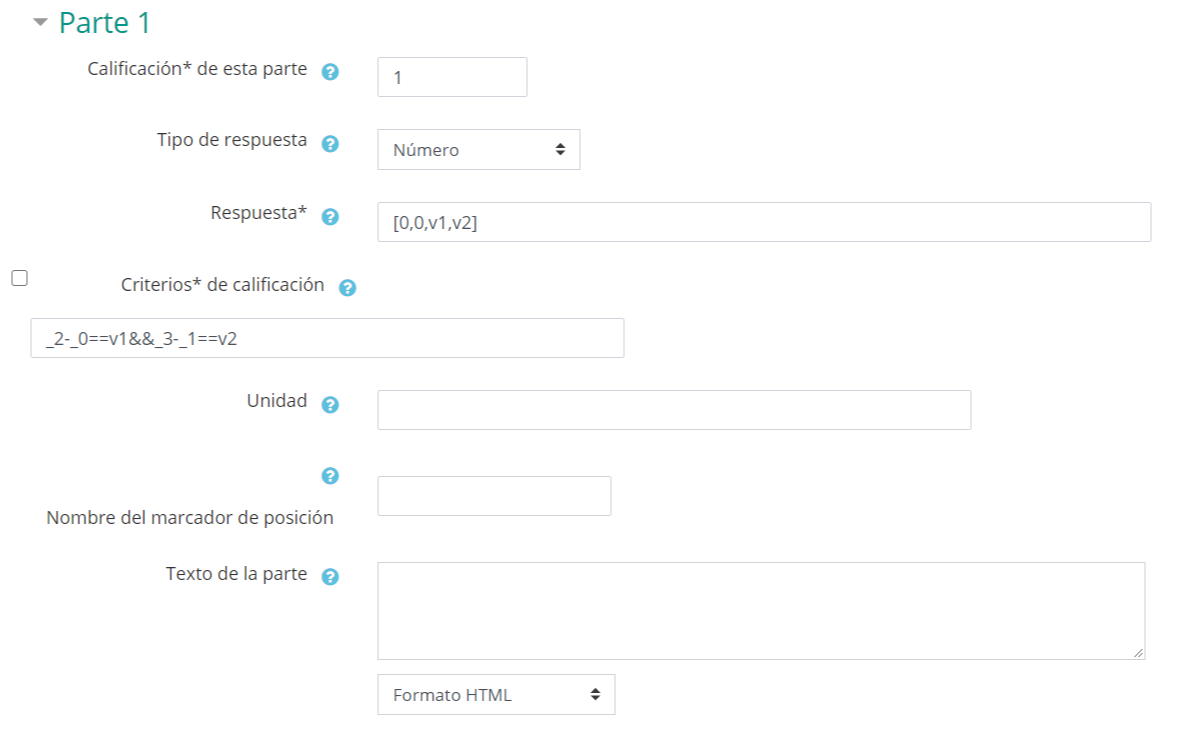 Parte 1
Calificación* de esta parte
1
Tipo de respuesta
Número
Respuesta*
[0,0,v1,v2]
Criterios* de calificación
_2-_0==v1&&_3-_1==v2
Unidad
Nombre del marcador de posición
Texto de la parte
Formato HTML